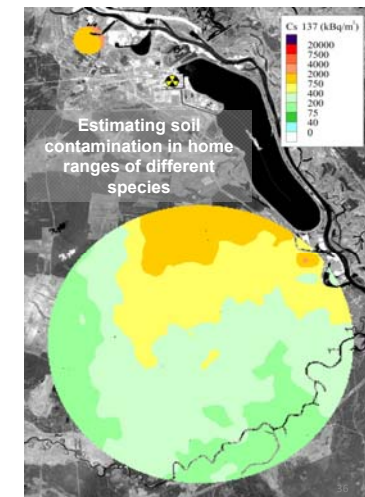 Cs 137 (kBq/m²)
20000
7500
4000
2000
750
400
200
75
40
0
Estimating soil
contamination in home
ranges of different
species
36